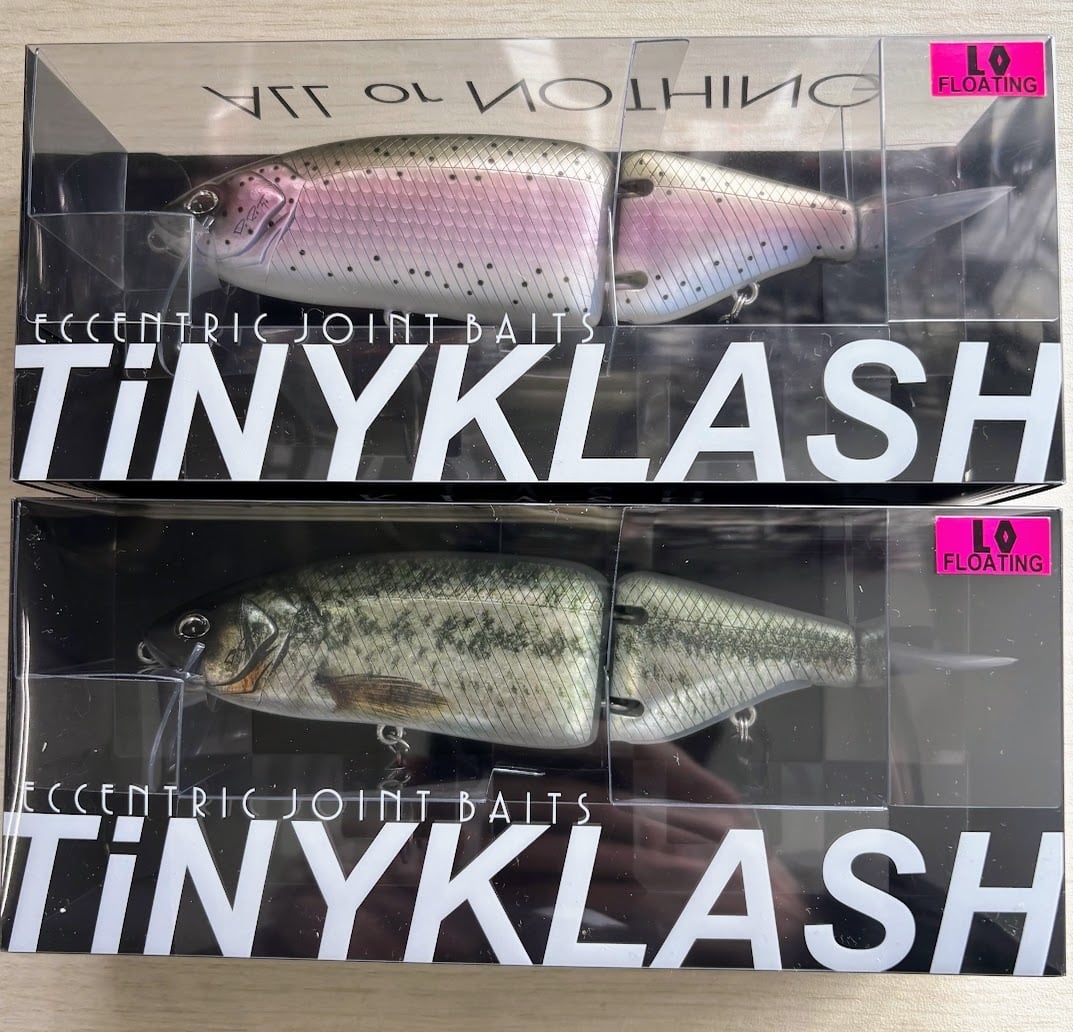 LO
FLOATING
ALL or NOTHING
ECCENTRIC JOINT BAITS
TiNYKLASH
LO
FLOATING
ECCENTRIC JOINT BAITS
TiNYKLASH